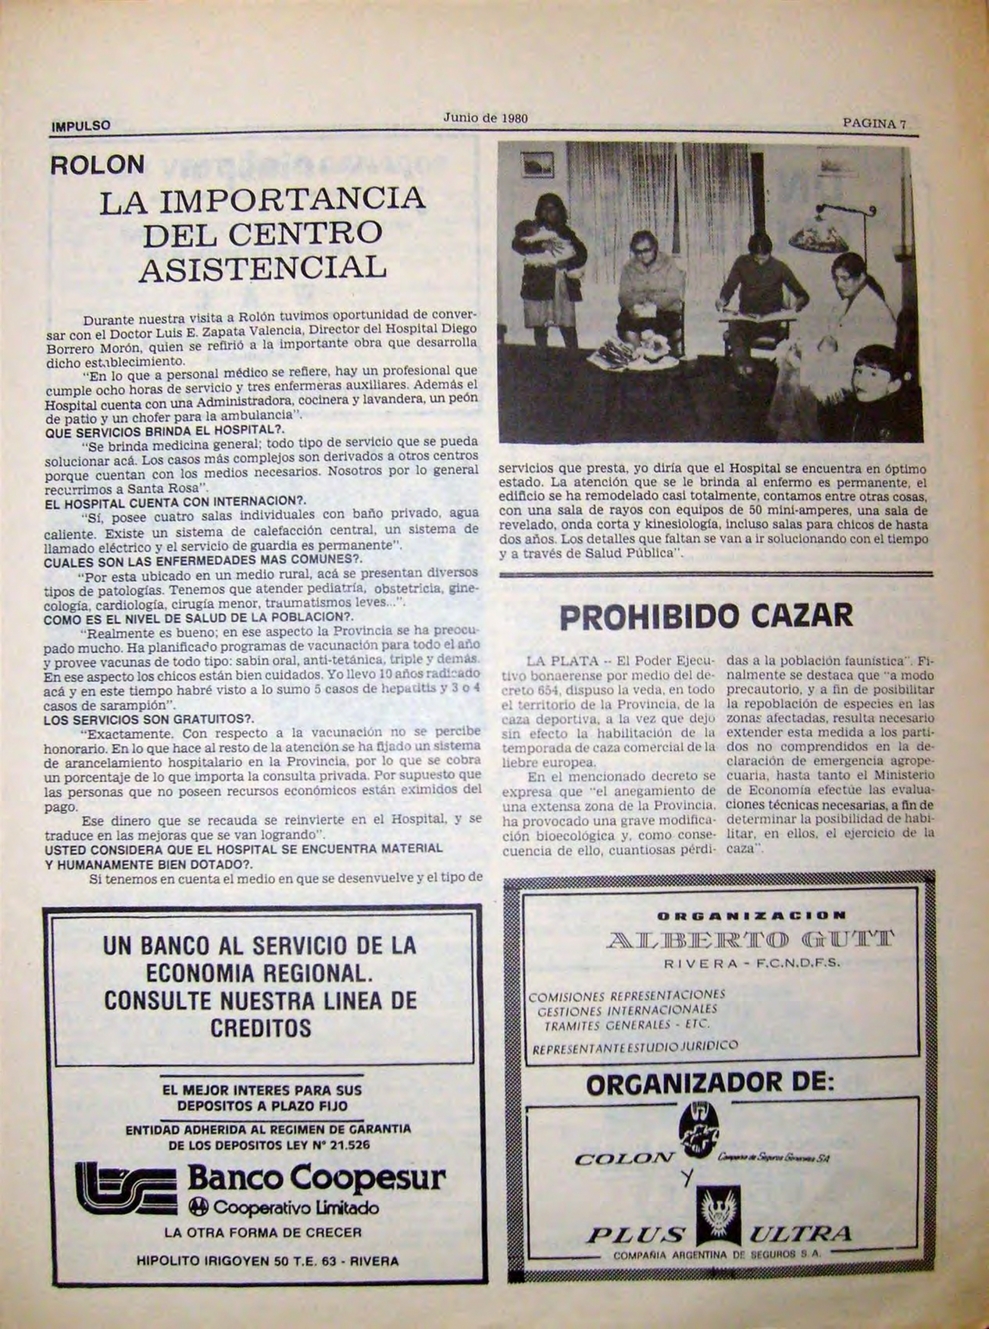 IMPULSO
Junio de 1980
PAGINA 7
ROLON
LA IMPORTANCIA
DEL CENTRO
ASISTENCIAL
Durante nuestra visita a Rolón tuvimos oportunidad de conver-
sar con el Doctor Luis E. Zapata Valencia, Director del Hospital Diego
Borrero Morón, quien se refirió a la importante obra que desarrolla
dicho establecimiento.
"En lo que a personal médico se refiere, hay un profesional que
cumple ocho horas de servicio y tres enfermeras auxiliares. Además el
Hospital cuenta con una Administradora, cocinera y lavandera, un peón
de patio y un chofer para la ambulancia".
QUE SERVICIOS BRINDA EL HOSPITAL?.
"Se brinda medicina general; todo tipo de servicio que se pueda
solucionar acá. Los casos más complejos son derivados a otros centros
porque cuentan con los medios necesarios. Nosotros por lo general
recurrimos a Santa Rosa".
EL HOSPITAL CUENTA CON INTERNACION?.
"Sí, posee cuatro salas individuales con baño privado, agua
caliente. Existe un sistema de calefacción central, un sistema de
llamado eléctrico y el servicio de guardia es permanente".
CUALES SON LAS ENFERMEDADES MAS COMUNES?.
"Por esta ubicado en un medio rural, acá se presentan diversos
tipos de patologías. Tenemos que atender pediatría, obstetricia, gine-
cología, cardiología, cirugía menor, traumatismos leves...".
COMO ES EL NIVEL DE SALUD DE LA POBLACION?.
"Realmente es bueno; en ese aspecto la Provincia se ha preocu-
pado mucho. Ha planificado programas de vacunación para todo el año
y provee vacunas de todo tipo: sabin oral, anti-tetánica, triple y demás.
En ese aspecto los chicos están bien cuidados. Yo llevo 10 años radicado
acá y en este tiempo habré visto a lo sumo 5 casos de hepatitis y 3 o 4
casos de sarampión".
LOS SERVICIOS SON GRATUITOS?.
"Exactamente. Con respecto a la vacunación no se percibe
honorario. En lo que hace al resto de la atención se ha fijado un sistema
de arancelamiento hospitalario en la Provincia, por lo que se cobra
un porcentaje de lo que importa la consulta privada. Por supuesto que
las personas que no poseen recursos económicos están eximidos del
pago.
Ese dinero que se recauda se reinvierte en el Hospital, y se
traduce en las mejoras que se van logrando".
USTED CONSIDERA QUE EL HOSPITAL SE ENCUENTRA MATERIAL
Y HUMANAMENTE BIEN DOTADO?.
Si tenemos en cuenta el medio en que se desenvuelve y el tipo de
servicios que presta, yo diría que el Hospital se encuentra en óptimo
estado. La atención que se le brinda al enfermo es permanente, el
edificio se ha remodelado casi totalmente, contamos entre otras cosas,
con una sala de rayos con equipos de 50 mini-amperes, una sala de
revelado, onda corta y kinesiología, incluso salas para chicos de hasta
dos años. Los detalles que faltan se van a ir solucionando con el tiempo
y a través de Salud Pública".
PROHIBIDO CAZAR
LA PLATA -- El Poder Ejecu-
tivo bonaerense por medio del de-
creto 654, dispuso la veda, en todo
el territorio de la Provincia, de la
caza deportiva, a la vez que dejo
sin efecto la habilitación de la
temporada de caza comercial de la
liebre europea.
En el mencionado decreto se
expresa que "el anegamiento de
una extensa zona de la Provincia,
ha provocado una grave modifica-
ción bioecológica y, como conse-
cuencia de ello, cuantiosas pérdi-
das a la población faunística". Fi-
nalmente se destaca que "a modo
precautorio, y a fin de posibilitar
la repoblación de especies en las
zonas afectadas, resulta necesario
extender esta medida a los parti-
dos no comprendidos en la de-
claración de emergencia agrope-
cuaria, hasta tanto el Ministerio
de Economía efectúe las evalua-
ciones técnicas necesarias, a fin de
determinar la posibilidad de habi-
litar, en ellos, el ejercicio de la
caza".
UN BANCO AL SERVICIO DE LA
ECONOMIA REGIONAL.
CONSULTE NUESTRA LINEA DE
CREDITOS
EL MEJOR INTERES PARA SUS
DEPOSITOS A PLAZO FIJO
ENTIDAD ADHERIDA AL REGIMEN DE GARANTIA
DE LOS DEPOSITOS LEY N° 21.526
Banco Coopesur
Cooperativo Limitado
LA OTRA FORMA DE CRECER
HIPOLITO IRIGOYEN 50 T.E. 63 - RIVERA
ORGANIZACION
ALBERTO GUTT
RIVERA - F.C.N.D.F.S.
COMISIONES REPRESENTACIONES
GESTIONES INTERNACIONALES
TRAMITES GENERALES - ETC.
REPRESENTANTE ESTUDIO JURIDICO
ORGANIZADOR DE:
COLON
Compañía de Seguros Generales SA
Y
PLUS ULTRA
COMPAÑIA ARGENTINA DE SEGUROS S.A.